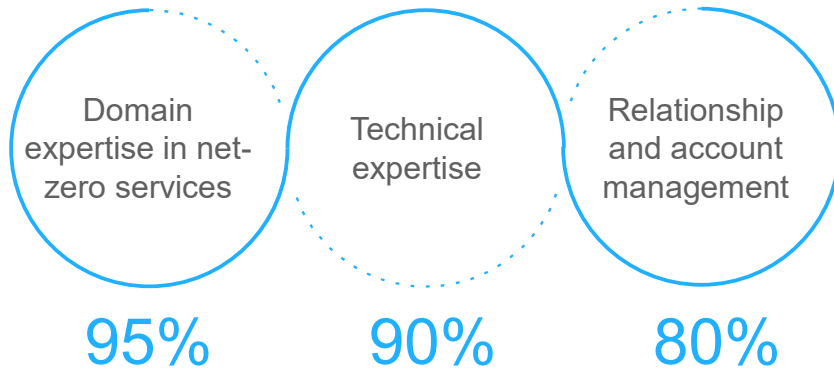 Domain
expertise in net-
zero services
Technical
expertise
Relationship
and account
management
95%
90%
80%